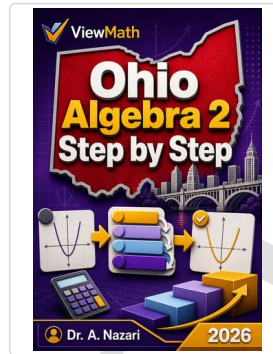 ViewMath
Ohio
Algebra 2
Step by Step
Dr. A. Nazari
2026